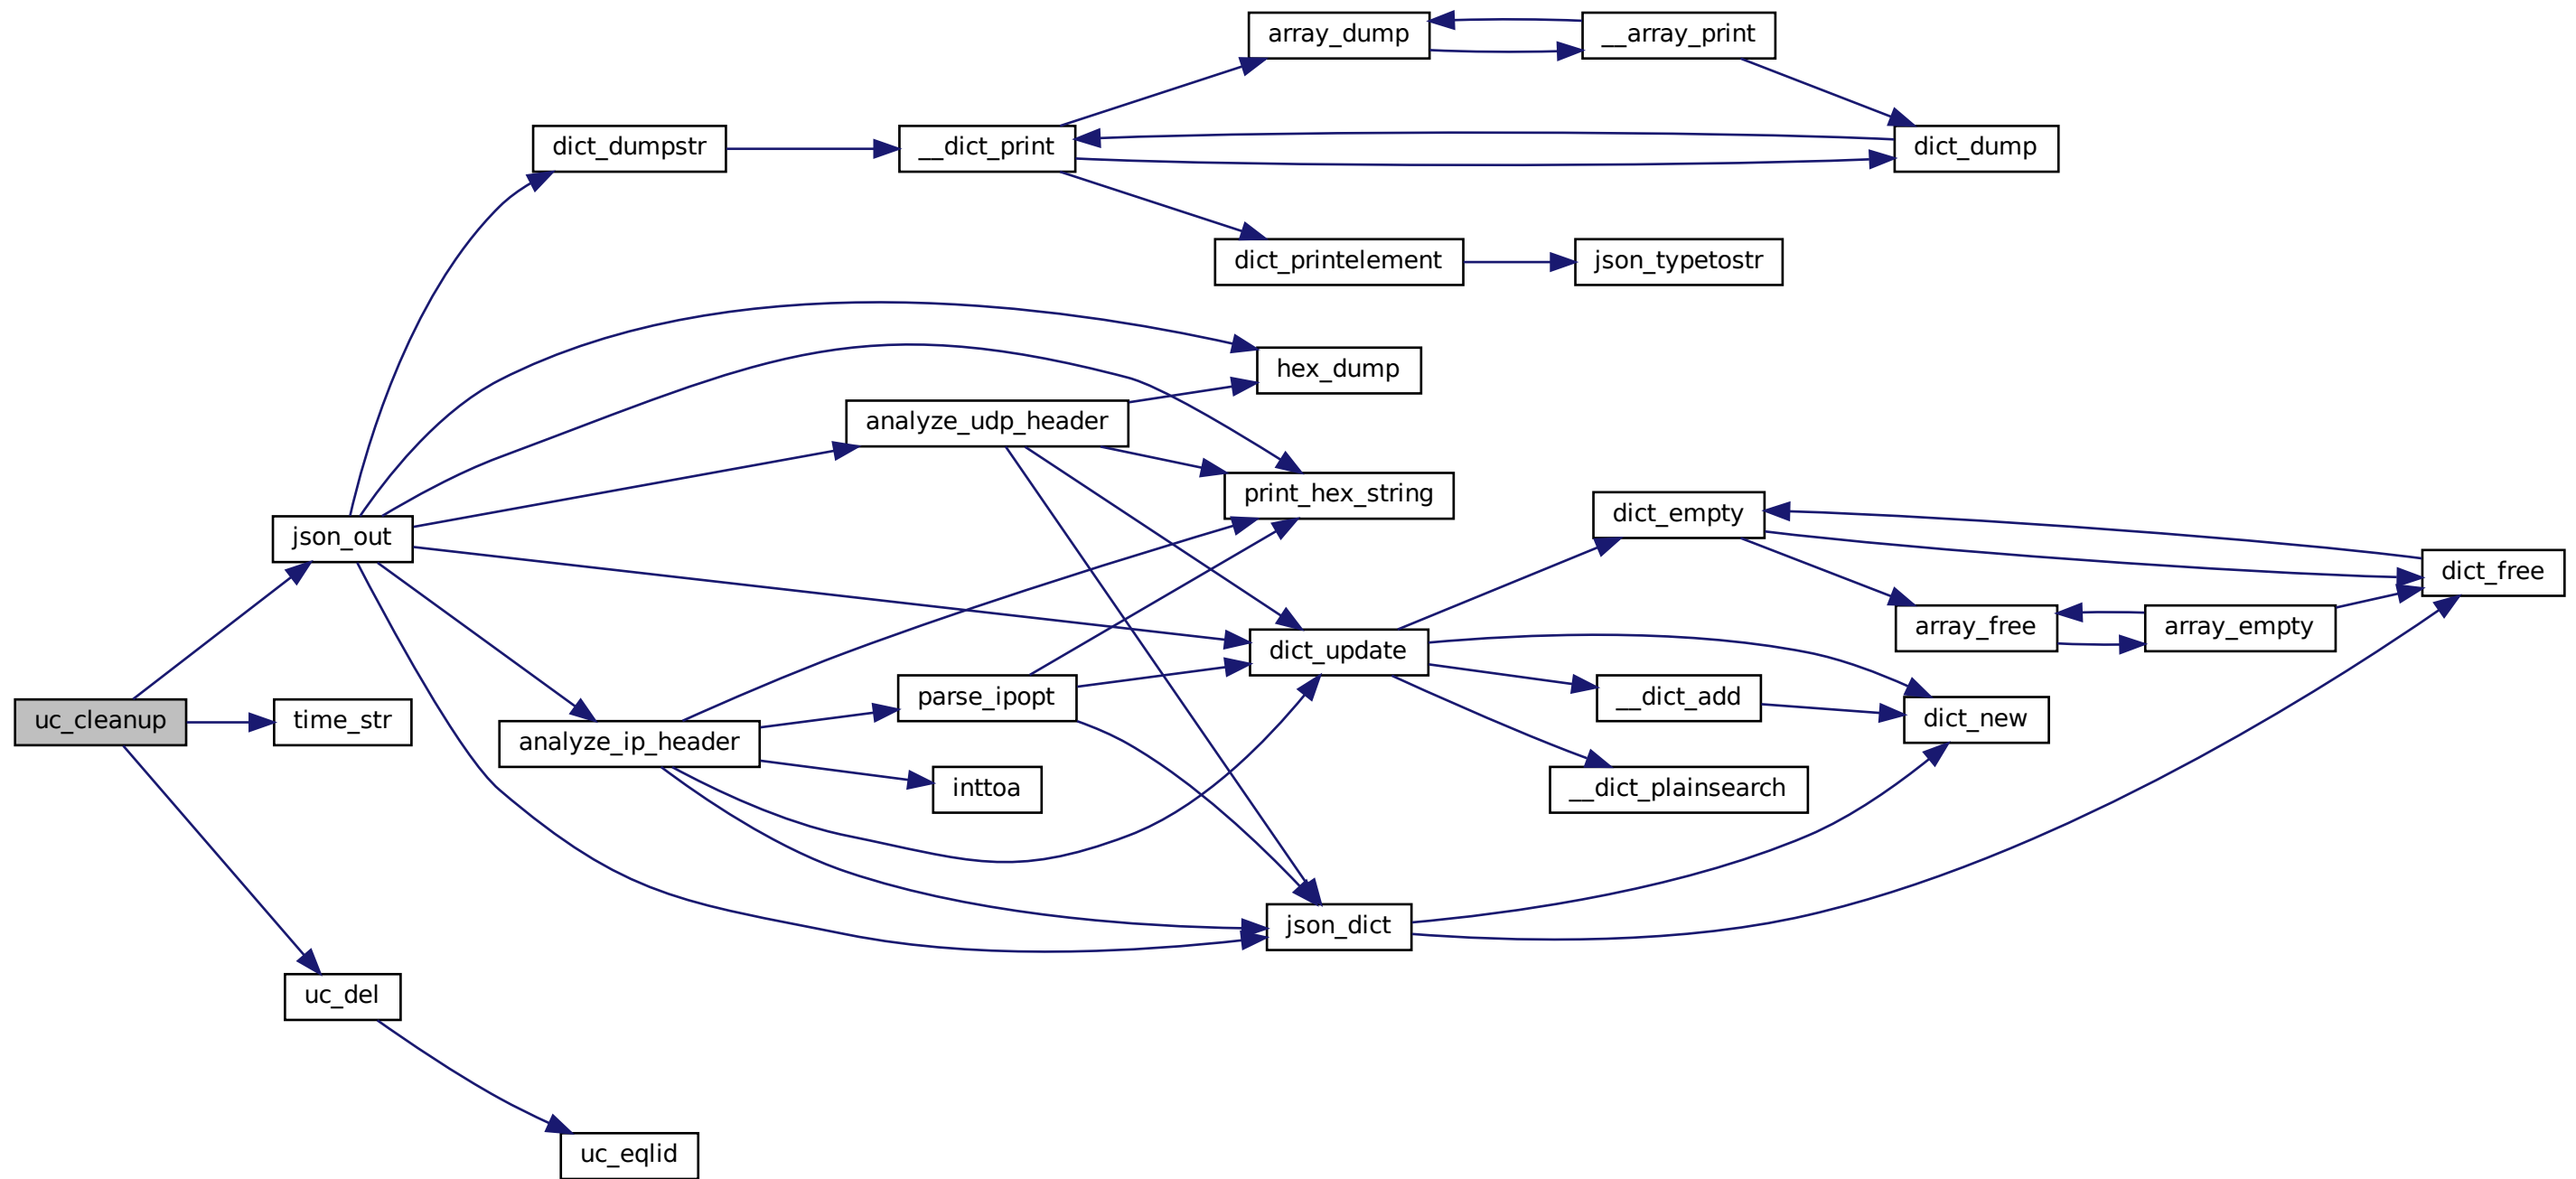 array_dump
__array_print
dict_dumpstr
__dict_print
dict_dump
dict_printelement
json_typetostr
hex_dump
analyze_udp_header
print_hex_string
dict_empty
json_out
dict_free
array_free
array_empty
dict_update
parse_ipopt
__dict_add
uc_cleanup
time_str
dict_new
analyze_ip_header
inttoa
__dict_plainsearch
json_dict
uc_del
uc_eqlid